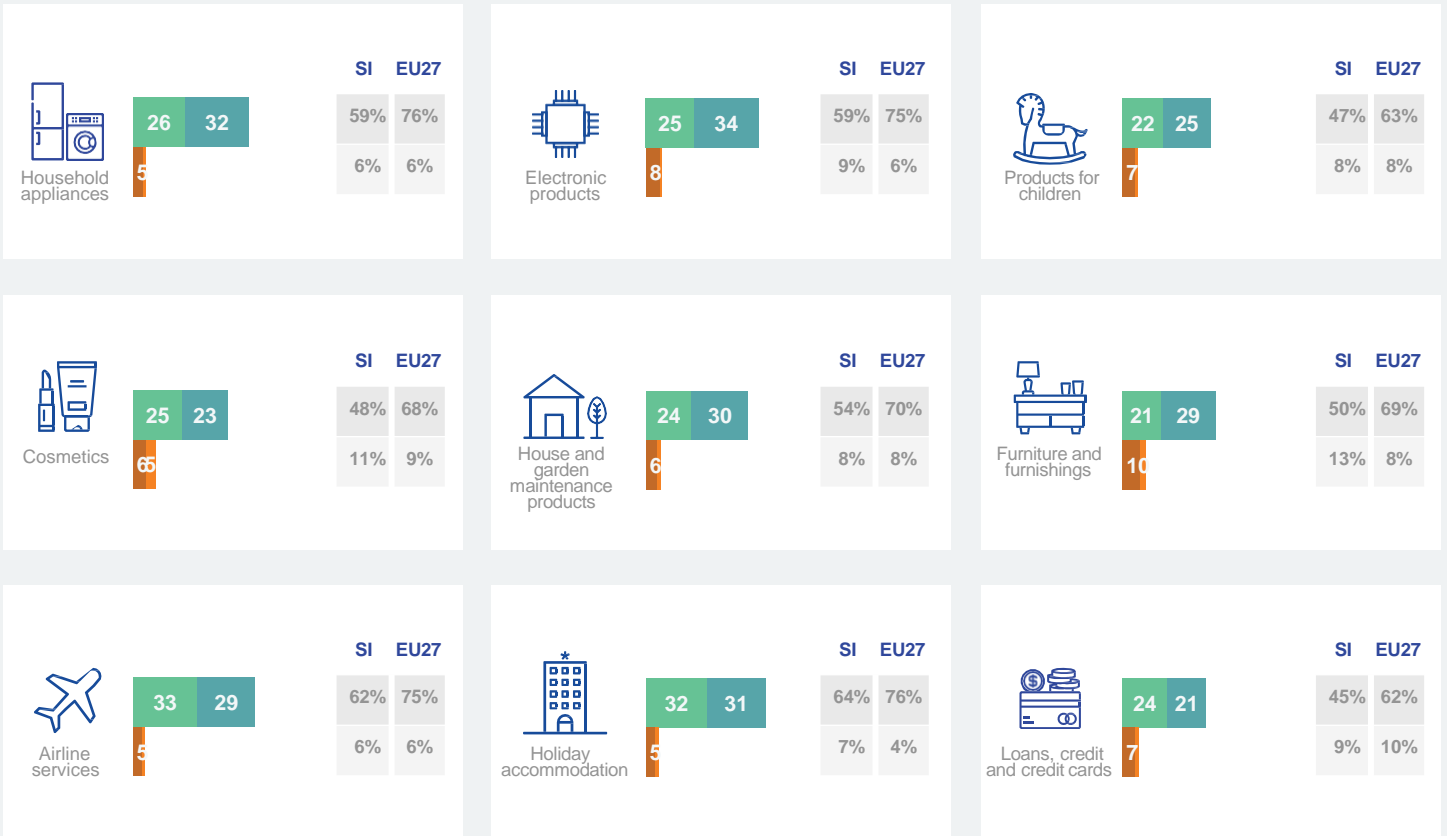 SI EU27
26 32 59% 76%
5 6% 6%
Household
appliances
SI EU27
25 34 59% 75%
8 9% 6%
Electronic
products
SI EU27
22 25 47% 63%
7 8% 8%
Products for
children
SI EU27
25 23 48% 68%
6 5 11% 9%
Cosmetics
SI EU27
24 30 54% 70%
6 8% 8%
House and
garden
maintenance
products
SI EU27
21 29 50% 69%
10 13% 8%
Furniture and
furnishings
SI EU27
33 29 62% 75%
5 6% 6%
Airline
services
SI EU27
32 31 64% 76%
5 7% 4%
Holiday
accommodation
SI EU27
$
24 21 45% 62%
7 9% 10%
Loans, credit
and credit cards